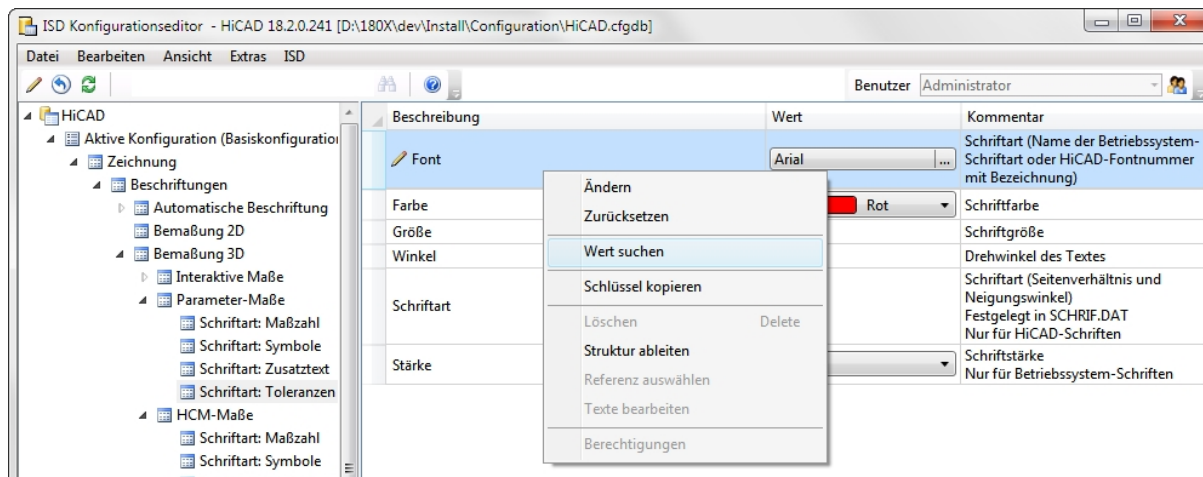 ISD Konfigurationseditor - HiCAD 18.2.0.241 [D:\180X\dev\Install\Configuration\HiCAD.cfgdb]
Datei Bearbeiten Ansicht Extras ISD
Benutzer Administrator
HiCAD
Aktive Konfiguration (Basiskonfiguration
Zeichnung
Beschriftungen
Automatische Beschriftung
Bemaßung 2D
Bemaßung 3D
Interaktive Maße
Parameter-Maße
Schriftart: Maßzahl
Schriftart: Symbole
Schriftart: Zusatztext
Schriftart: Toleranzen
HCM-Maße
Schriftart: Maßzahl
Schriftart: Symbole
Beschreibung Wert Kommentar
Font Arial ... Schriftart (Name der Betriebssystem-
Schriftart oder HiCAD-Fontnummer
mit Bezeichnung)
Farbe Rot Schriftfarbe
Größe Schriftgröße
Winkel Drehwinkel des Textes
Schriftart Schriftart (Seitenverhältnis und
Neigungswinkel)
Festgelegt in SCHRIF.DAT
Nur für HiCAD-Schriften
Stärke Schriftstärke
Nur für Betriebssystem-Schriften
Ändern
Zurücksetzen
Wert suchen
Schlüssel kopieren
Löschen Delete
Struktur ableiten
Referenz auswählen
Texte bearbeiten
Berechtigungen